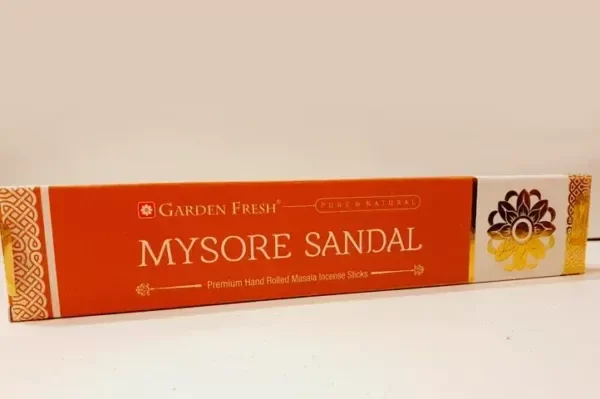 GARDEN FRESH® PURE & NATURAL
MYSORE SANDAL
Premium Hand Rolled Masala Incense Sticks